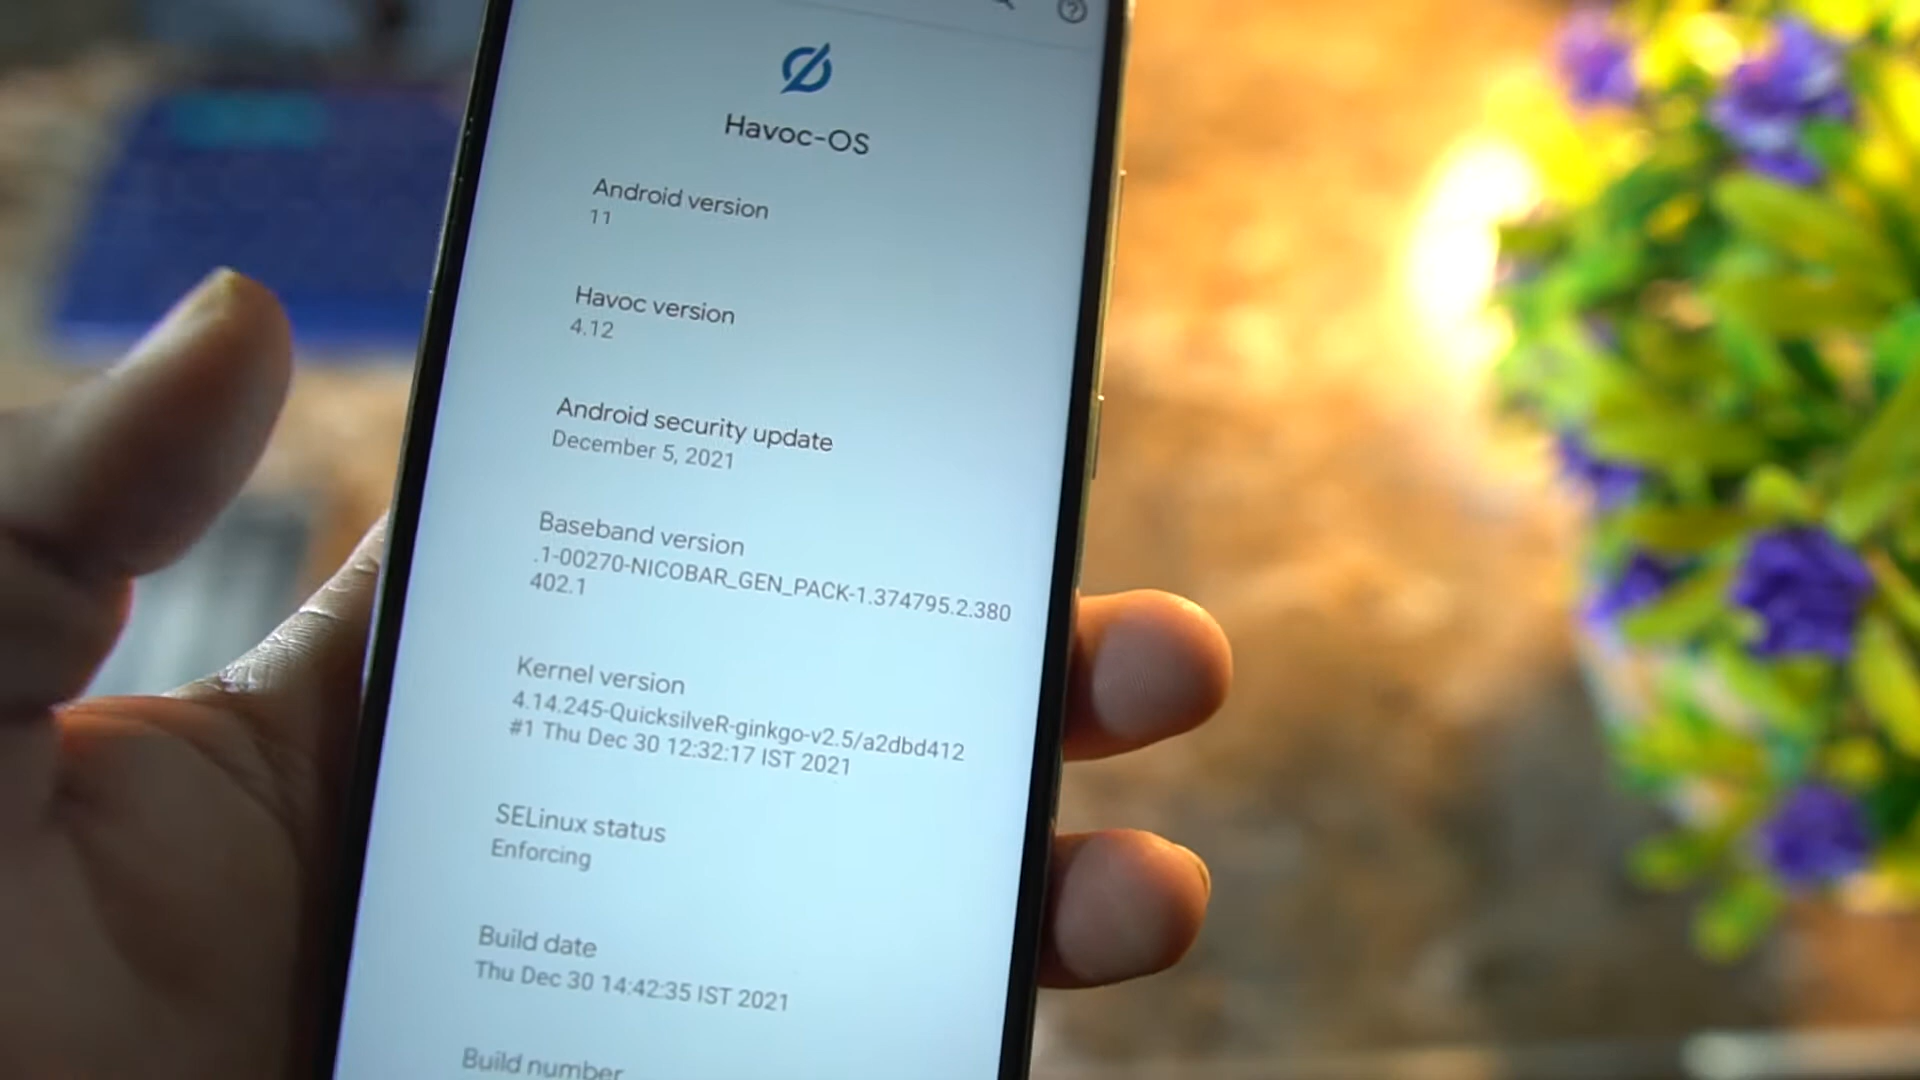 Havoc-OS
Android version
11
Havoc version
4.12
Android security update
December 5, 2021
Baseband version
.1-00270-NICOBAR_GEN_PACK-1.374795.2.380
402.1
Kernel version
4.14.245-QuicksilveR-ginkgo-v2.5/a2dbd412
#1 Thu Dec 30 12:32:17 IST 2021
SELinux status
Enforcing
Build date
Thu Dec 30 14:42:35 IST 2021
Build number